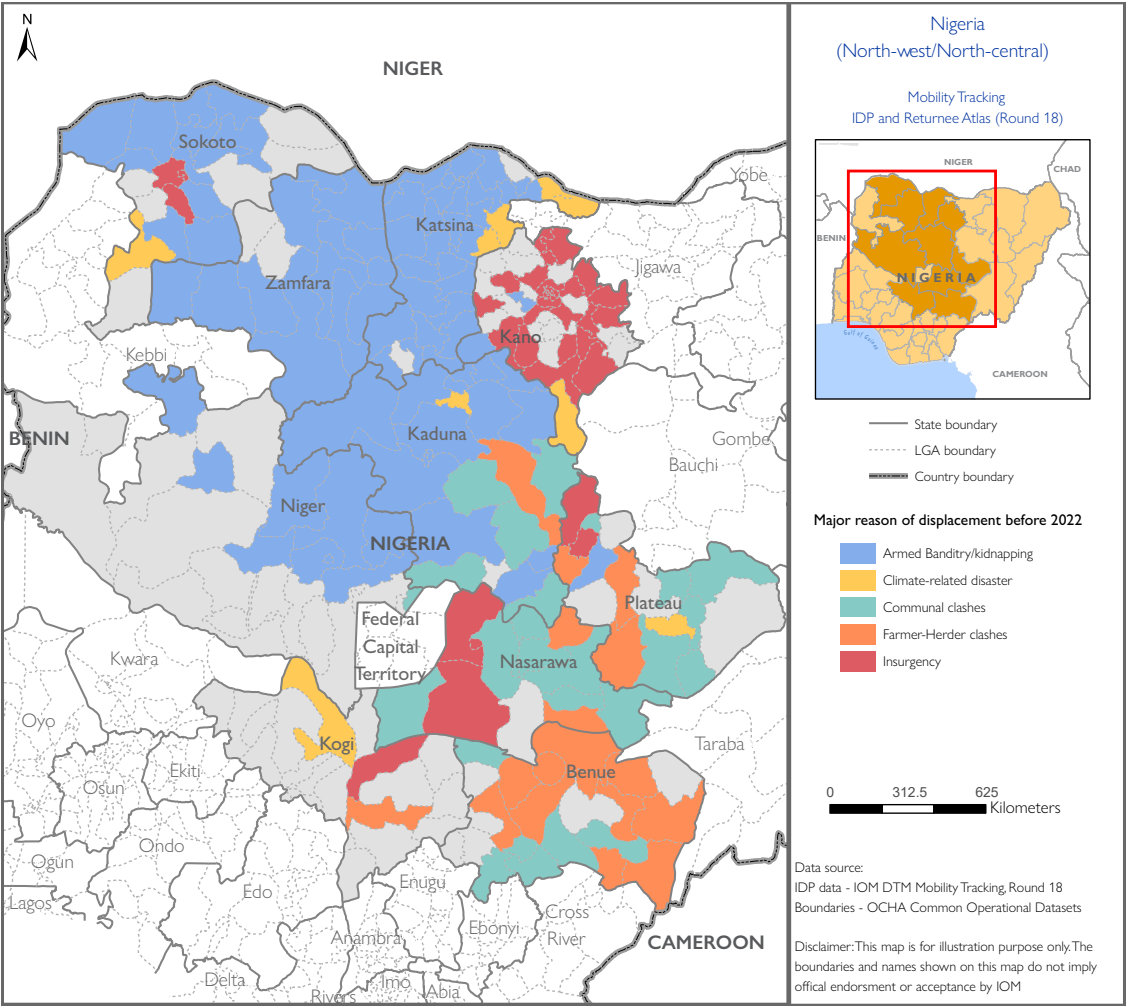 N
NIGER
Sokoto
Yobe
Katsina
Jigawa
Zamfara
Kano
Kebbi
BENIN
Kaduna
Gombe
Bauchi
Niger
NIGERIA
Federal
Capital
Territory
Plateau
Kwara
Nasarawa
Oyo
Kogi
Taraba
Ekiti
Benue
Osun
Ondo
Ogun
Edo
Enugu
Lagos
Cross
River
Ebonyi
Anambra
CAMEROON
Delta
Imo
Abia
Rivers
Nigeria
(North-west/North-central)
Mobility Tracking
IDP and Returnee Atlas (Round 18)
NIGER
CHAD
BENIN
NIGERIA
Gulf of Guinea
CAMEROON
State boundary
LGA boundary
Country boundary
Major reason of displacement before 2022
Armed Banditry/kidnapping
Climate-related disaster
Communal clashes
Farmer-Herder clashes
Insurgency
0 312.5 625
Kilometers
Data source:
IDP data - IOM DTM Mobility Tracking, Round 18
Boundaries - OCHA Common Operational Datasets
Disclaimer: This map is for illustration purpose only. The
boundaries and names shown on this map do not imply
offical endorsment or acceptance by IOM